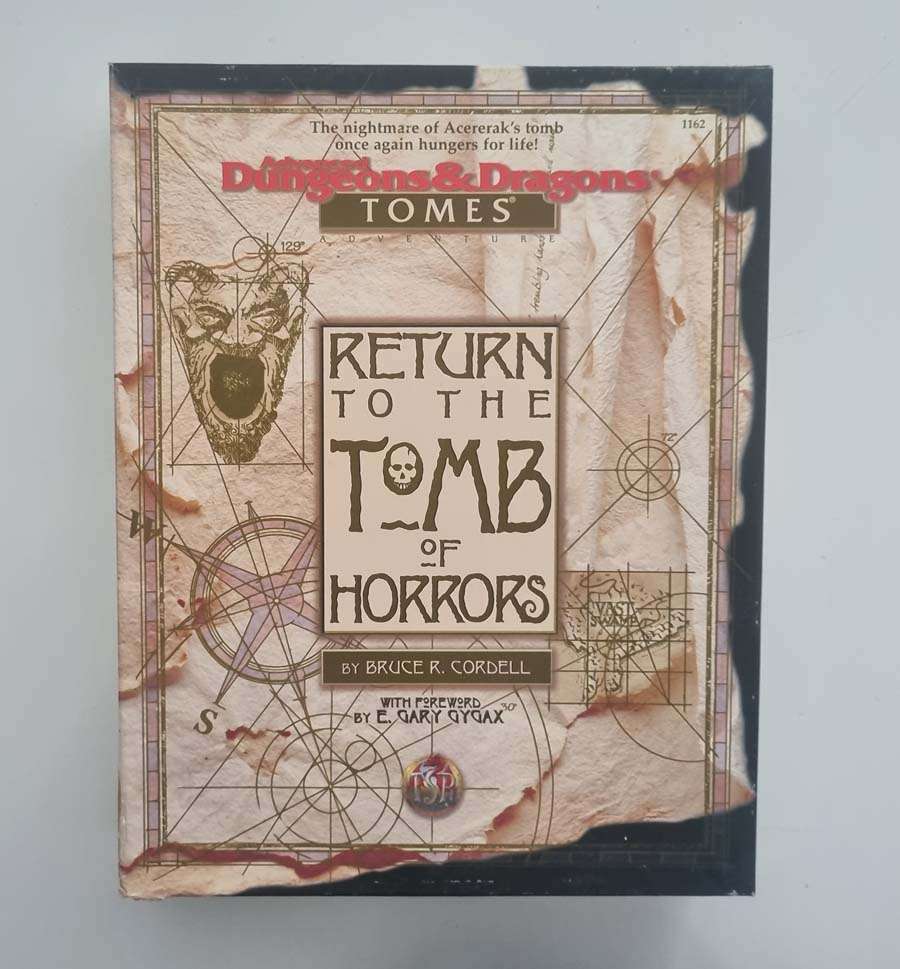 The nightmare of Acererak's tomb
once again hungers for life!
1162
Advanced
Dungeons & Dragons®
TOMES®
ADVENTURE
129°
RETURN
TO THE
TOMB
OF
HORRORS
72°
W
VAST
SWAMP
BY BRUCE R. CORDELL
WITH FOREWORD
BY E. GARY GYGAX
30°
S
TSR